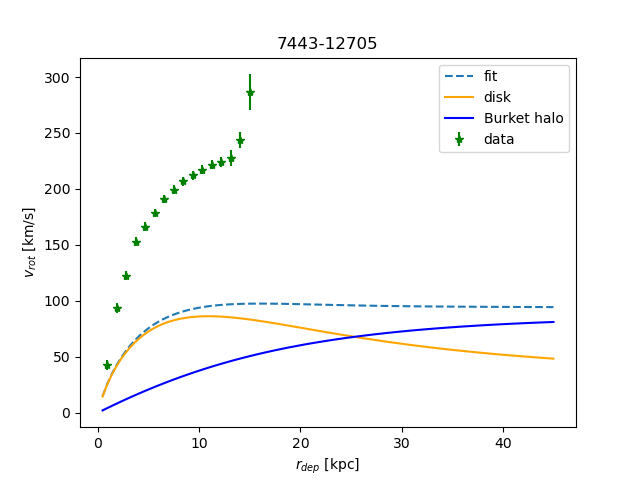 7443-12705
300
250
200
150
100
50
0
v_rot [km/s]
fit
disk
Burket halo
data
0 10 20 30 40
r_dep [kpc]